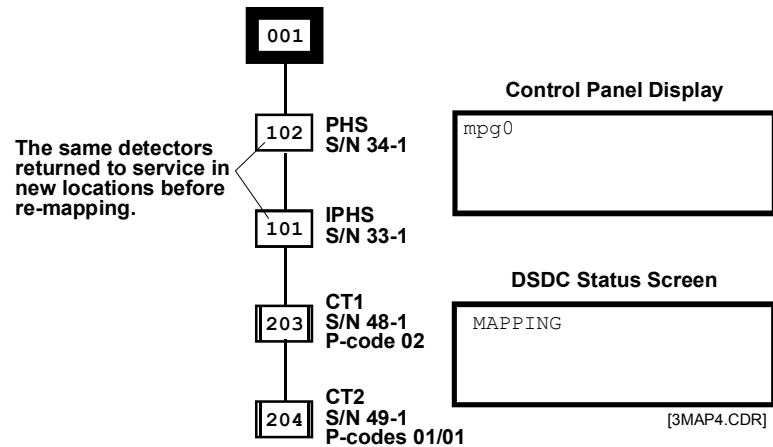 001
The same detectors
returned to service in
new locations before
re-mapping.
102
PHS
S/N 34-1
101
IPHS
S/N 33-1
203
CT1
S/N 48-1
P-code 02
204
CT2
S/N 49-1
P-codes 01/01
Control Panel Display
mpg0
DSDC Status Screen
MAPPING
[3MAP4.CDR]